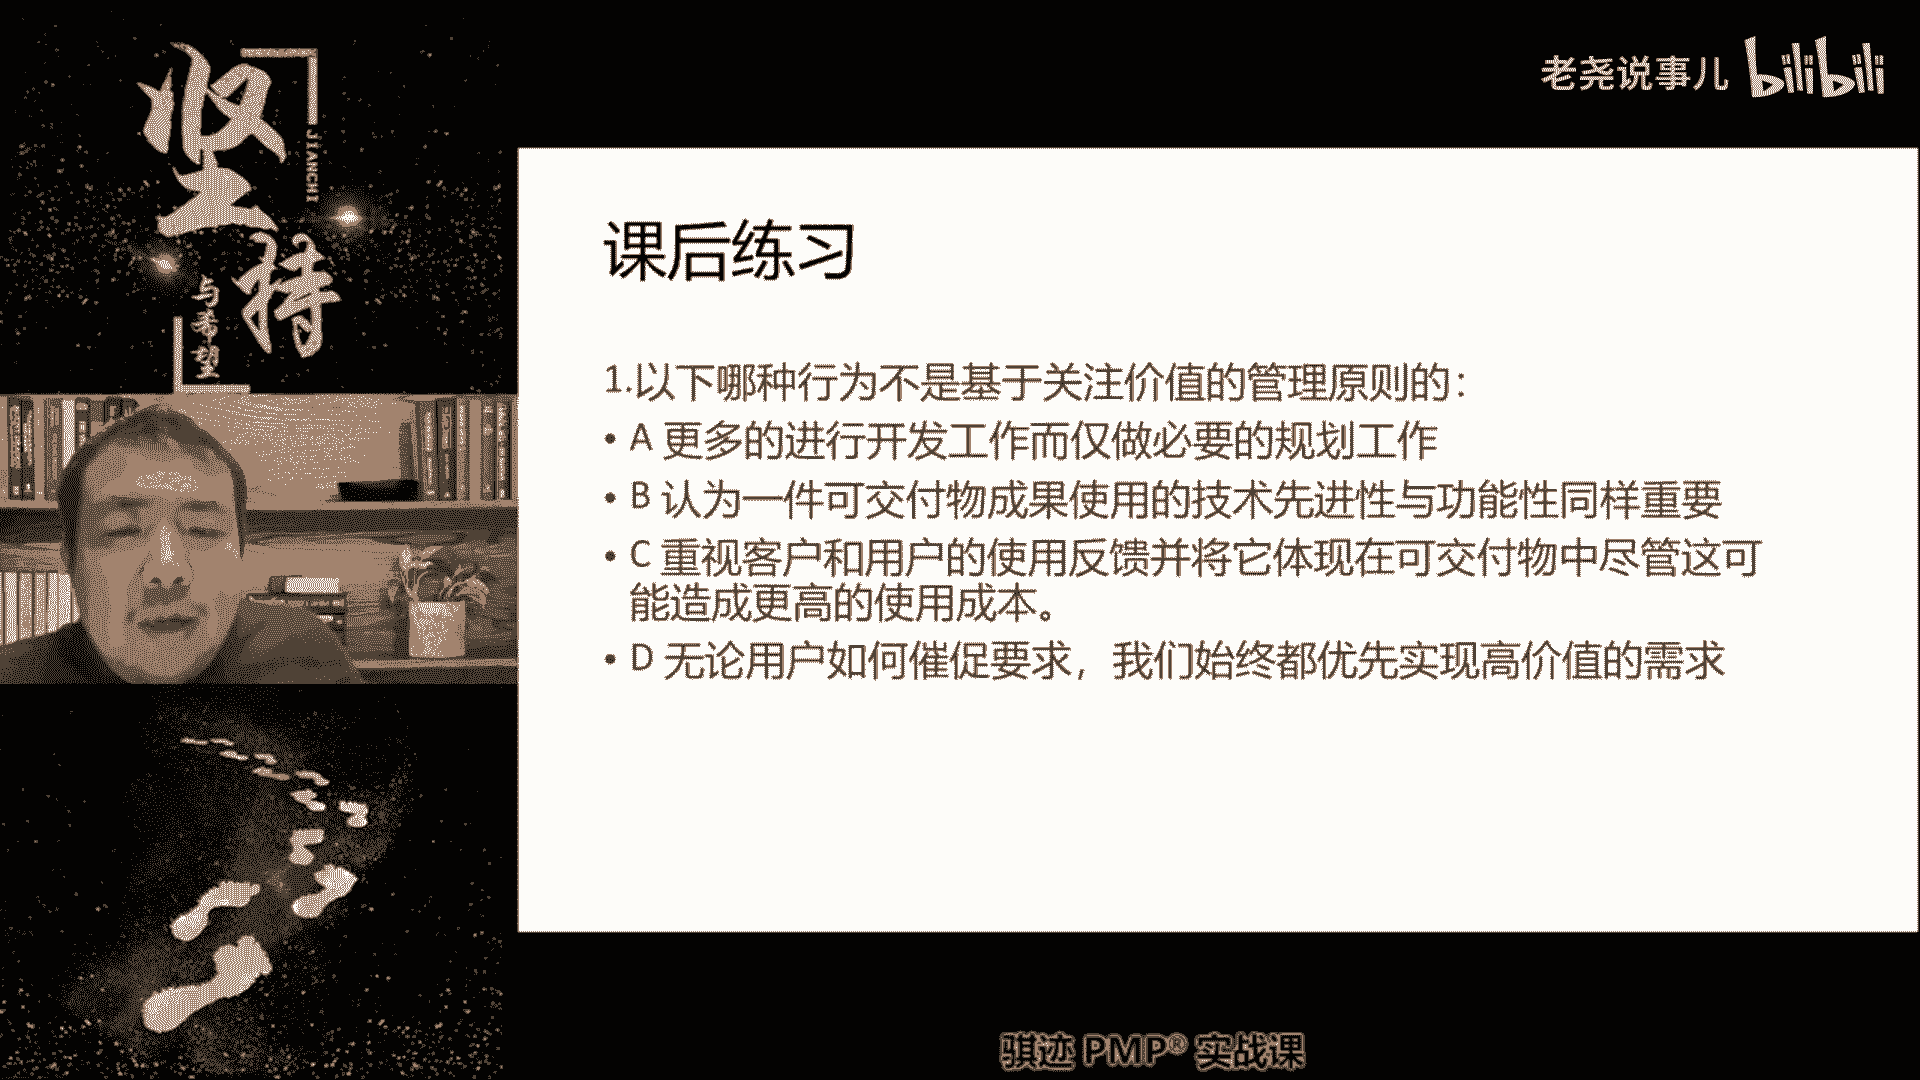 坚持
JIANCHI
与希望
老尧说事儿 bilibili
课后练习
1.以下哪种行为不是基于关注价值的管理原则的：
• A 更多的进行开发工作而仅做必要的规划工作
• B 认为一件可交付物成果使用的技术先进性与功能性同样重要
• C 重视客户和用户的使用反馈并将它体现在可交付物中尽管这可
能造成更高的使用成本。
• D 无论用户如何催促要求，我们始终都优先实现高价值的需求
骐迹 PMP® 实战课